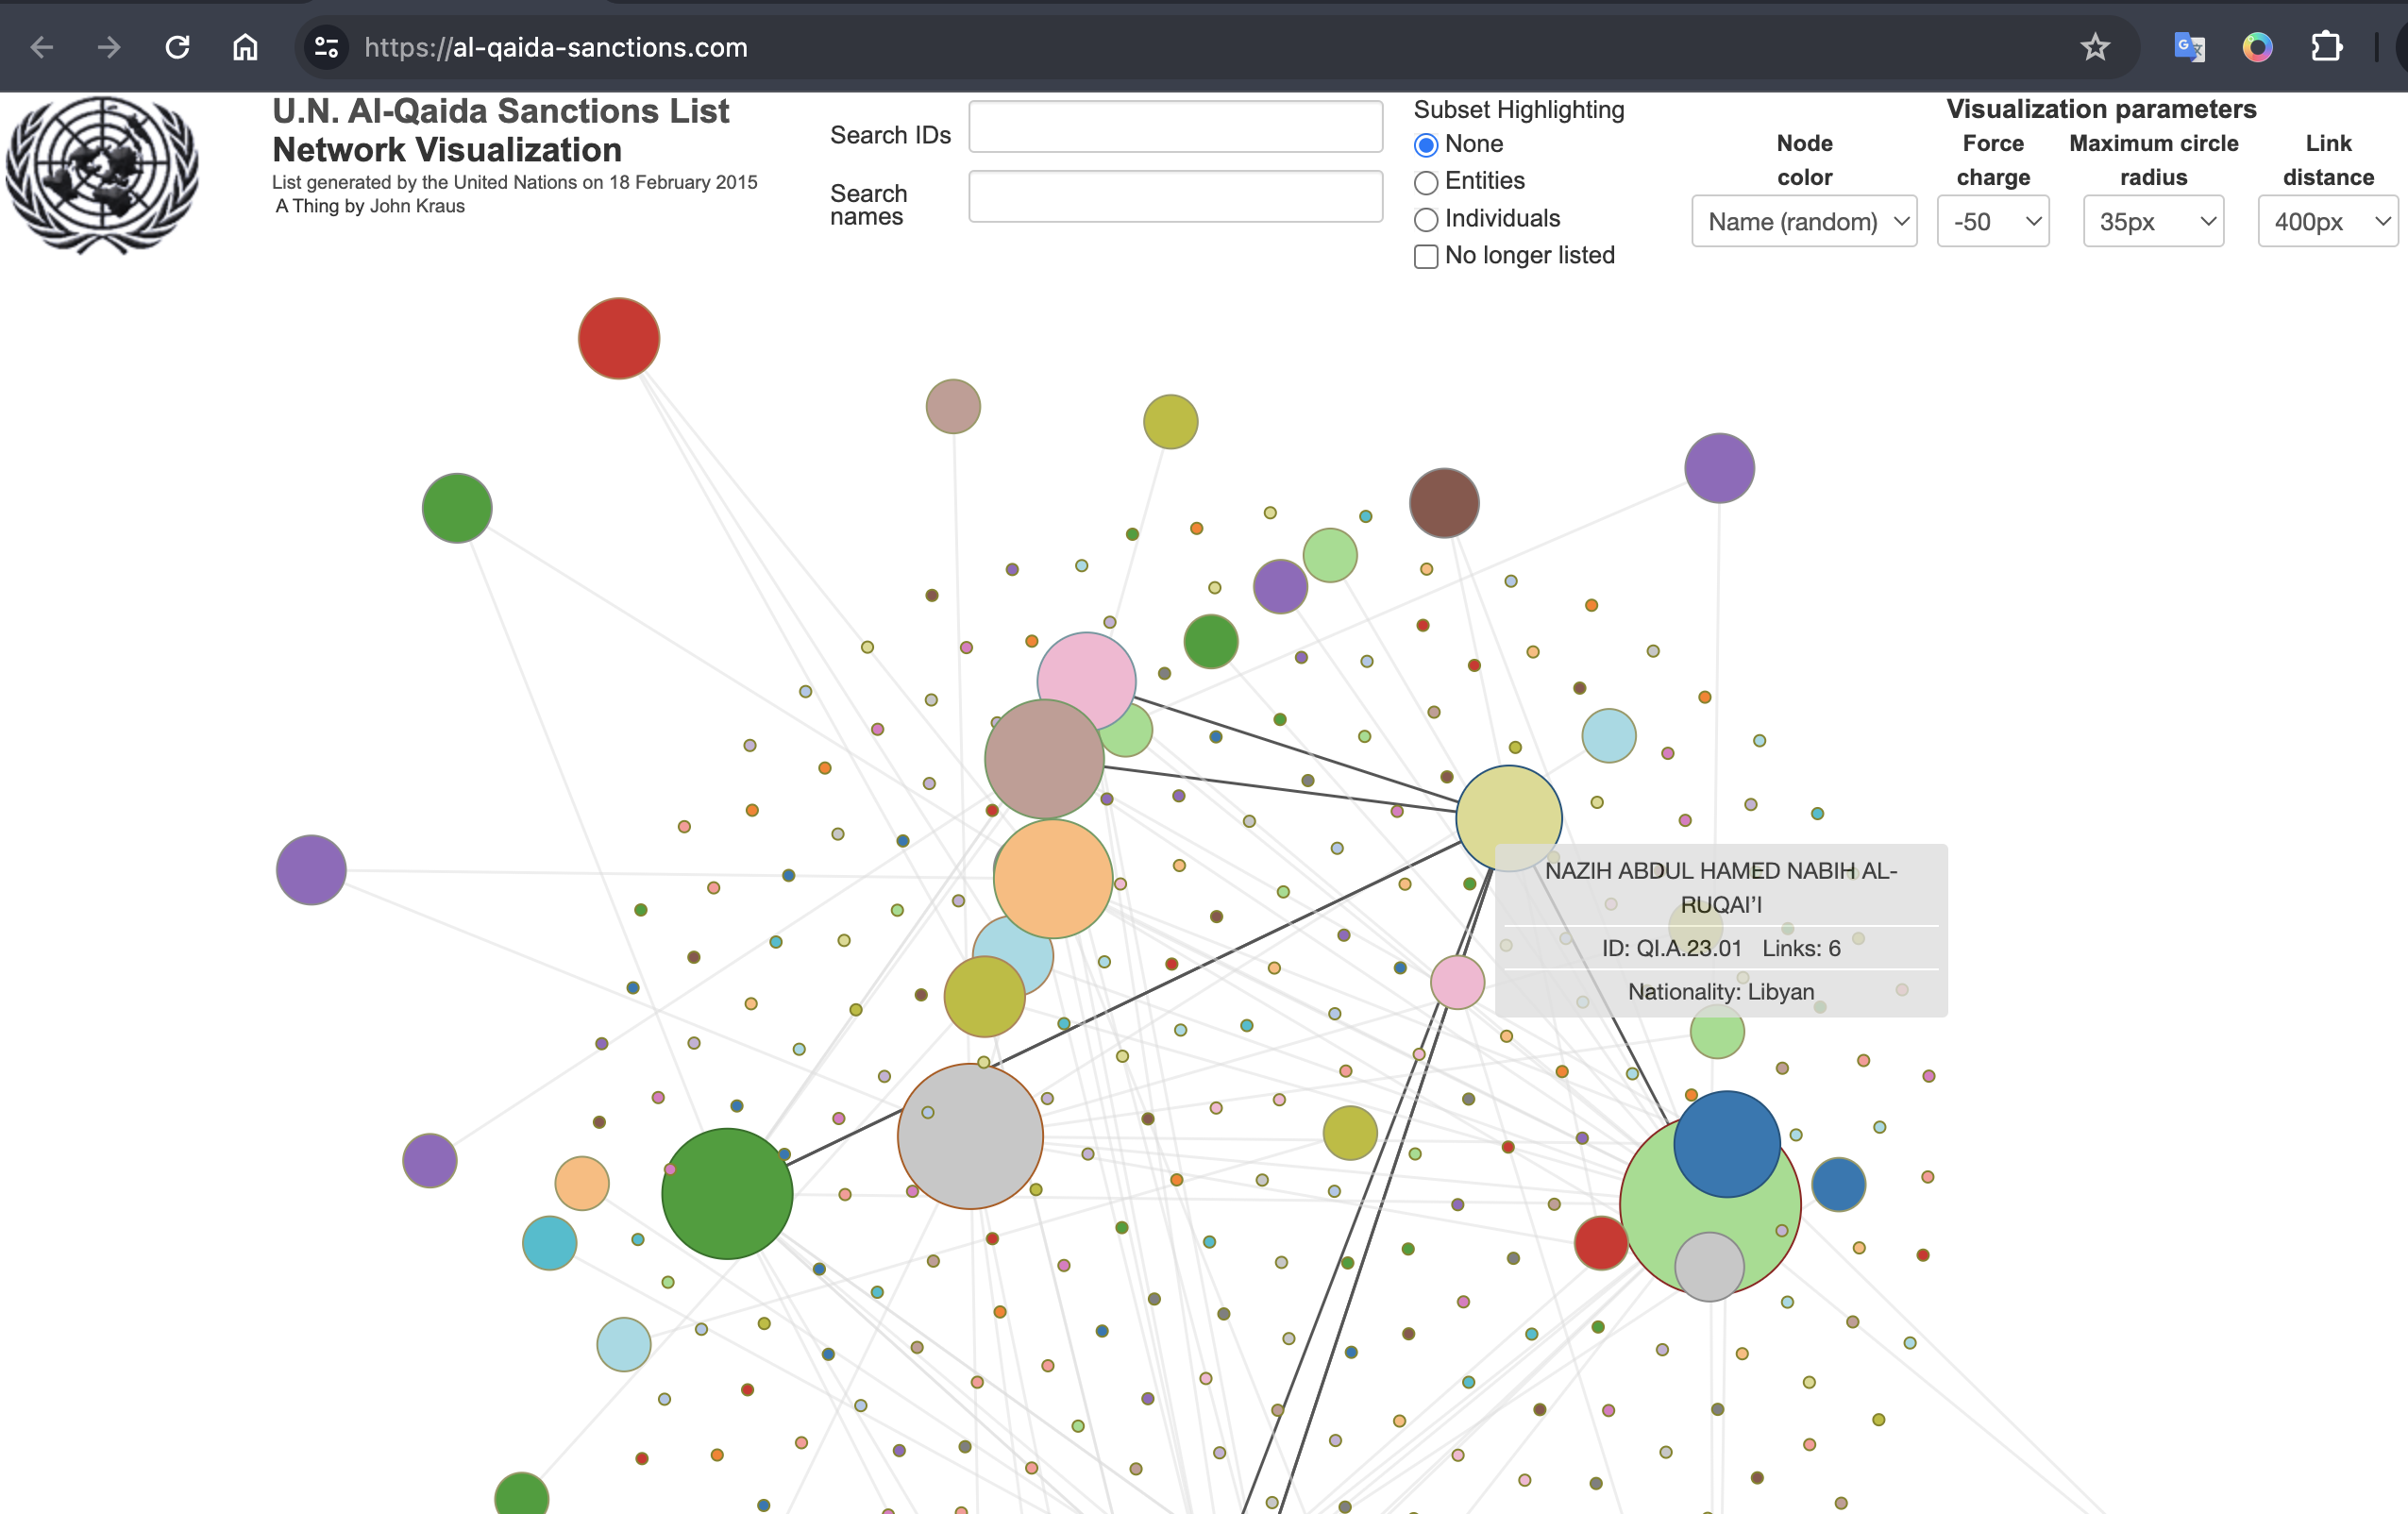 https://al-qaida-sanctions.com
U.N. Al-Qaida Sanctions List
Network Visualization
List generated by the United Nations on 18 February 2015
A Thing by John Kraus
Search IDs
Search
names
Subset Highlighting
None
Entities
Individuals
No longer listed
Visualization parameters
Node
color
Force
charge
Maximum circle
radius
Link
distance
Name (random)
-50
35px
400px
NAZIH ABDUL HAMED NABIH AL-
RUQAI’I
ID: QI.A.23.01 Links: 6
Nationality: Libyan